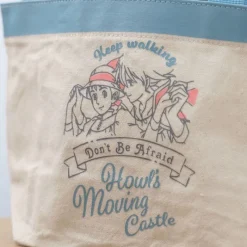 Keep walking
Don't Be Afraid
Howl's
Moving
Castle